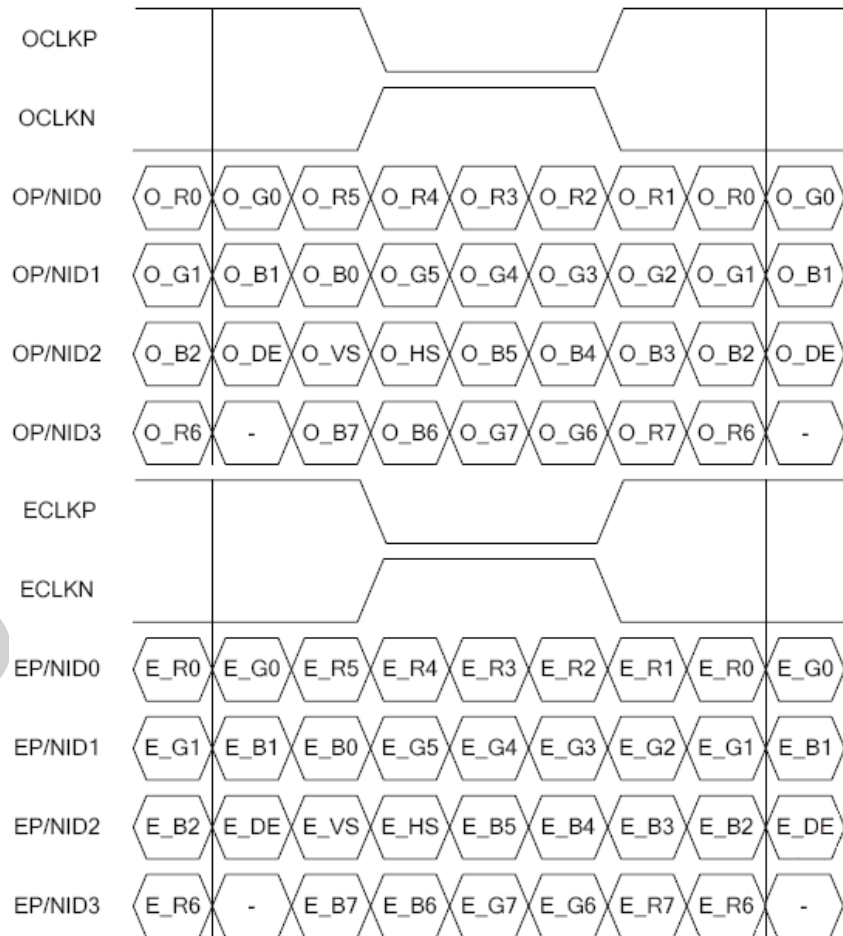 OCLKP
OCLKN
OP/NID0 O_R0 O_G0 O_R5 O_R4 O_R3 O_R2 O_R1 O_R0 O_G0
OP/NID1 O_G1 O_B1 O_B0 O_G5 O_G4 O_G3 O_G2 O_G1 O_B1
OP/NID2 O_B2 O_DE O_VS O_HS O_B5 O_B4 O_B3 O_B2 O_DE
OP/NID3 O_R6 - O_B7 O_B6 O_G7 O_G6 O_R7 O_R6 -
ECLKP
ECLKN
EP/NID0 E_R0 E_G0 E_R5 E_R4 E_R3 E_R2 E_R1 E_R0 E_G0
EP/NID1 E_G1 E_B1 E_B0 E_G5 E_G4 E_G3 E_G2 E_G1 E_B1
EP/NID2 E_B2 E_DE E_VS E_HS E_B5 E_B4 E_B3 E_B2 E_DE
EP/NID3 E_R6 - E_B7 E_B6 E_G7 E_G6 E_R7 E_R6 -